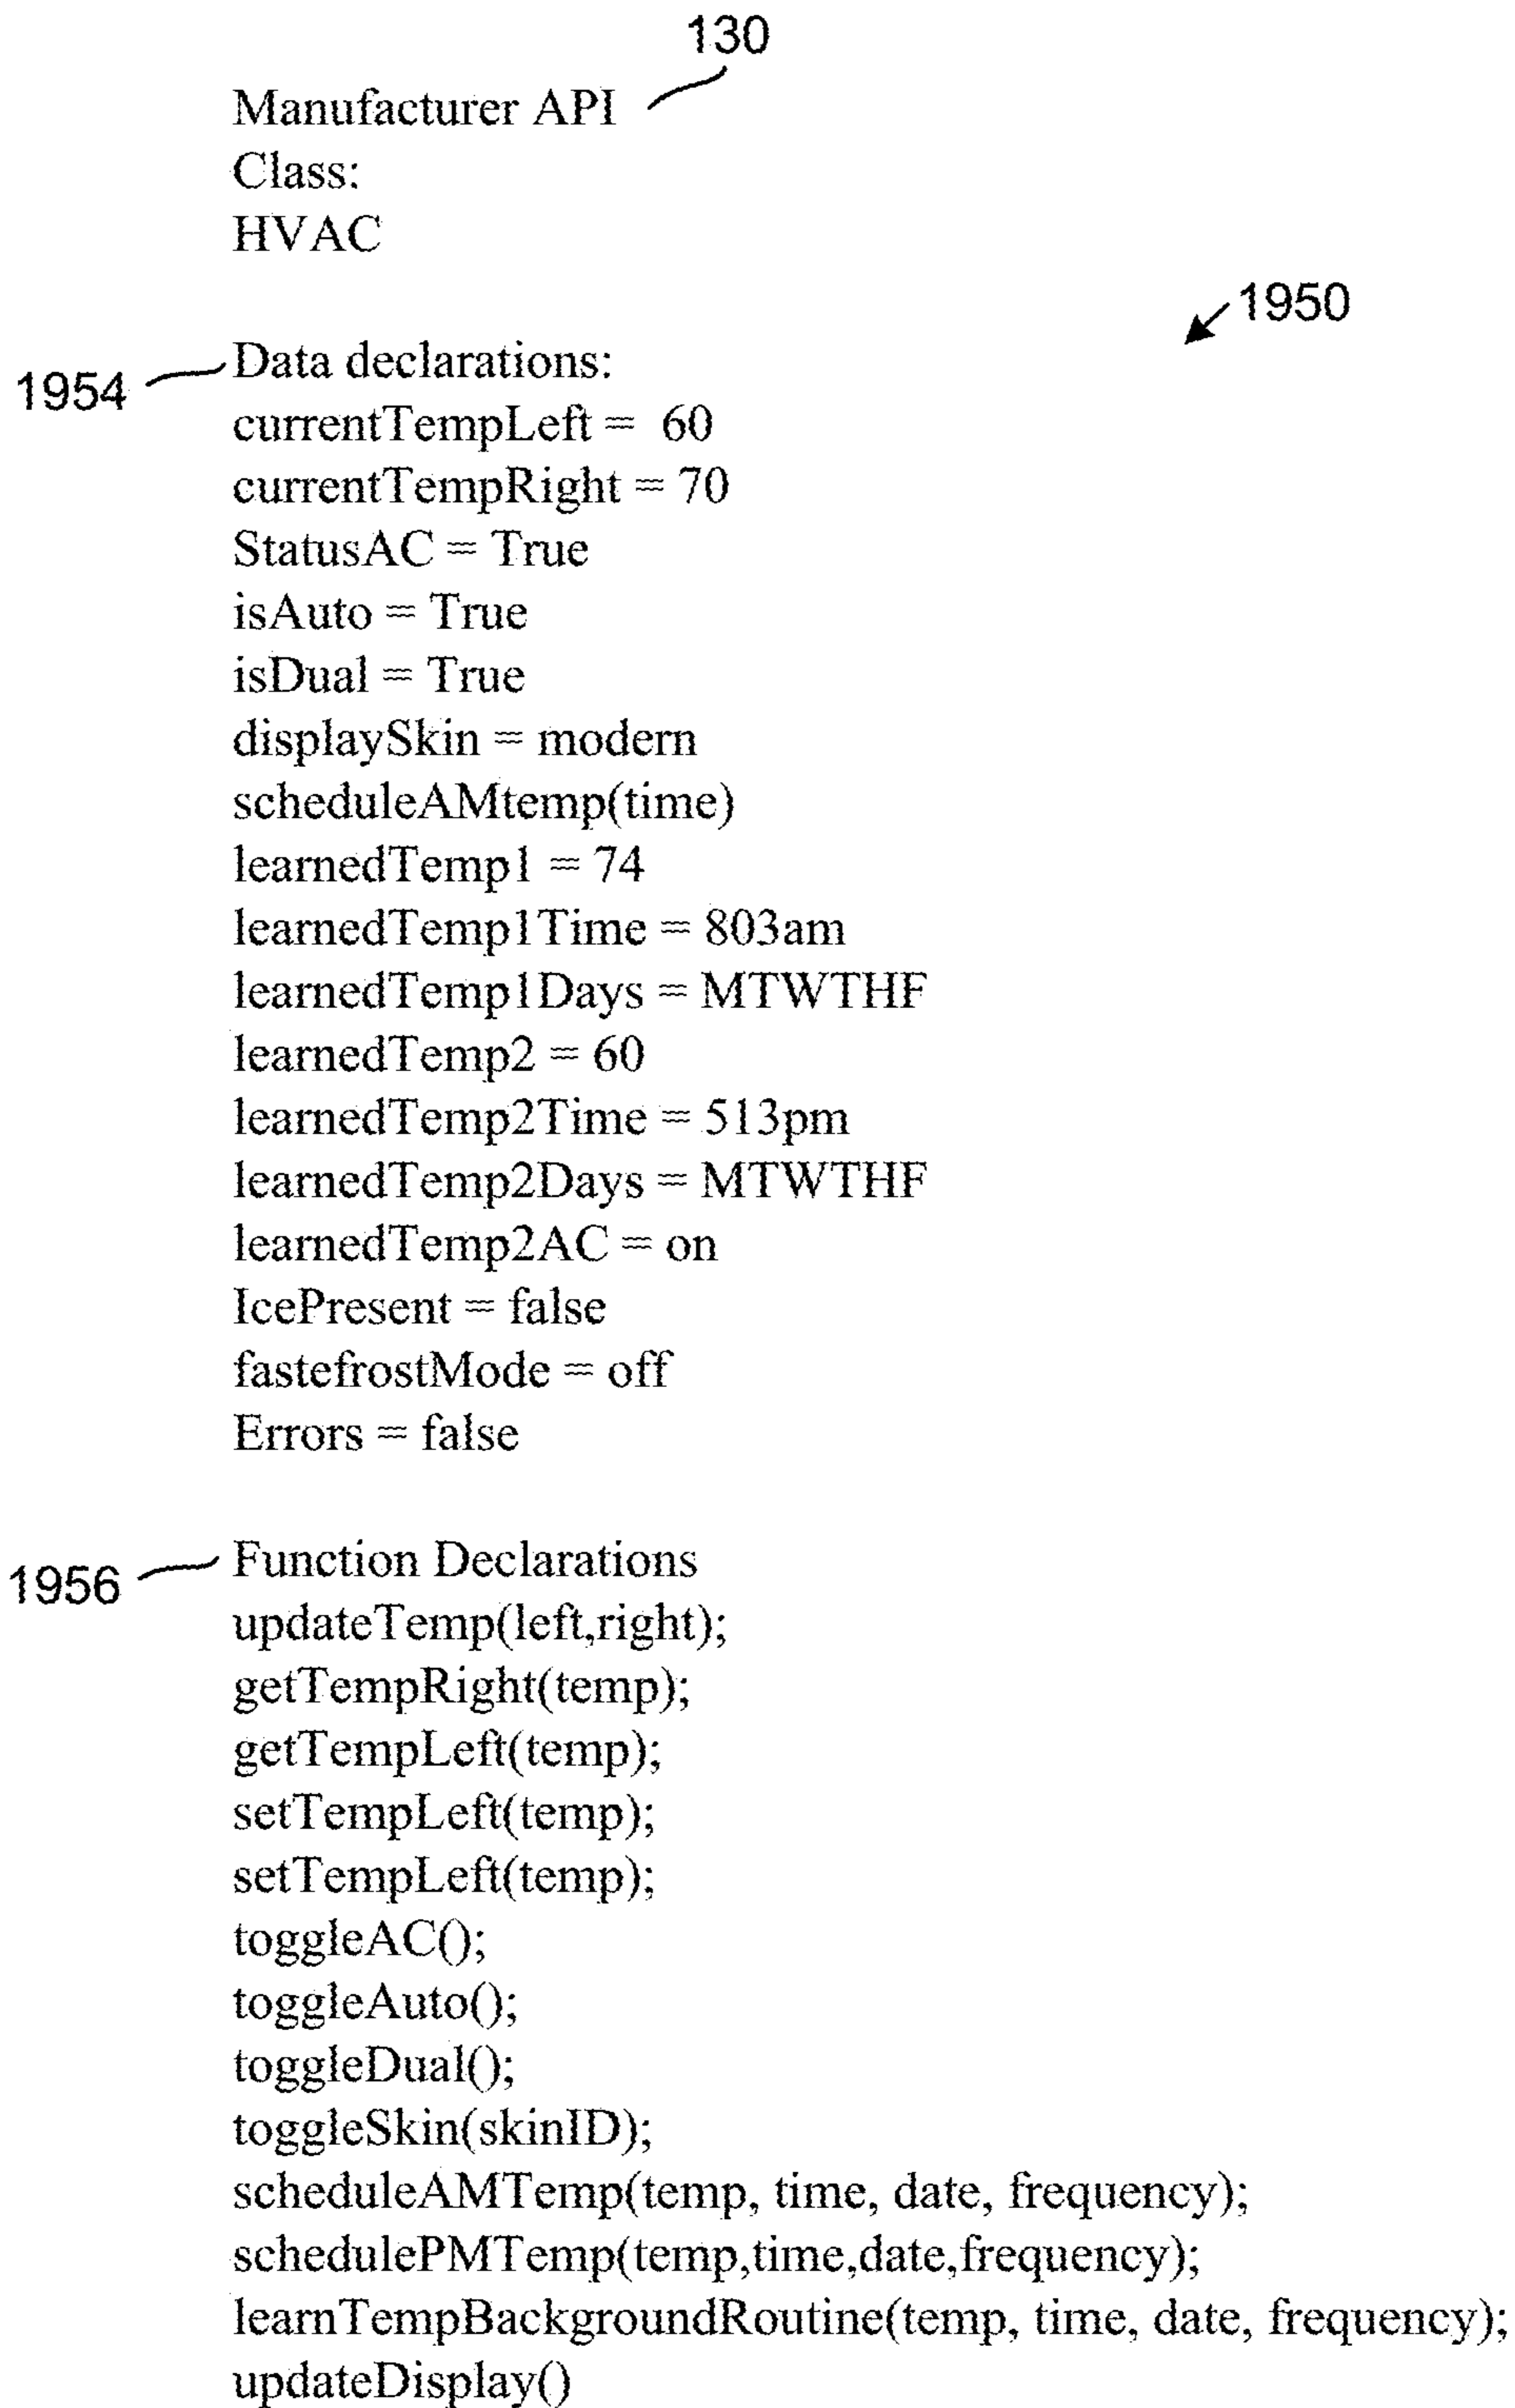 130
Manufacturer API
Class:
HVAC
1950
1954
Data declarations:
currentTempLeft = 60
currentTempRight = 70
StatusAC = True
isAuto = True
isDual = True
displaySkin = modern
scheduleAMtemp(time)
learnedTemp1 = 74
learnedTemp1Time = 803am
learnedTemp1Days = MTWTHF
learnedTemp2 = 60
learnedTemp2Time = 513pm
learnedTemp2Days = MTWTHF
learnedTemp2AC = on
IcePresent = false
fastefrostMode = off
Errors = false
1956
Function Declarations
updateTemp(left,right);
getTempRight(temp);
getTempLeft(temp);
setTempLeft(temp);
setTempLeft(temp);
toggleAC();
toggleAuto();
toggleDual();
toggleSkin(skinID);
scheduleAMTemp(temp, time, date, frequency);
schedulePMTemp(temp,time,date,frequency);
learnTempBackgroundRoutine(temp, time, date, frequency);
updateDisplay()